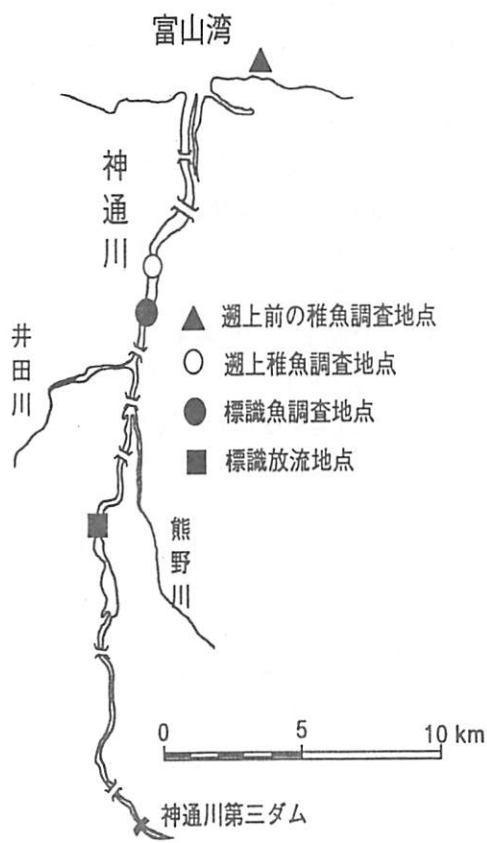 富山湾
神通川
井田川
遡上前の稚魚調査地点
遡上稚魚調査地点
標識魚調査地点
標識放流地点
熊野川
0 5 10 km
神通川第三ダム